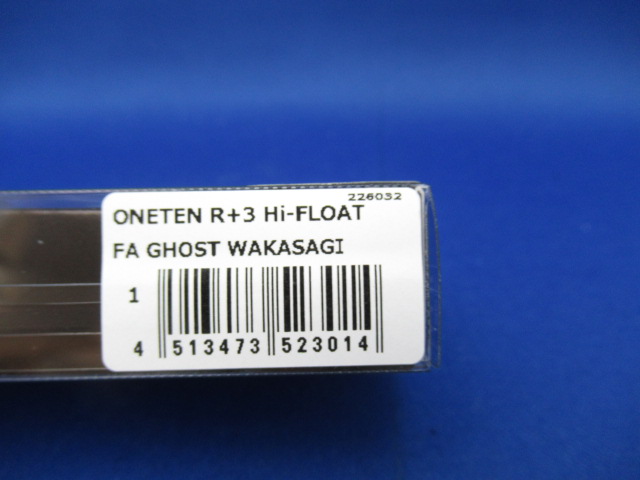 226032
ONETEN R+3 Hi-FLOAT
FA GHOST WAKASAGI
1
4 513473 523014